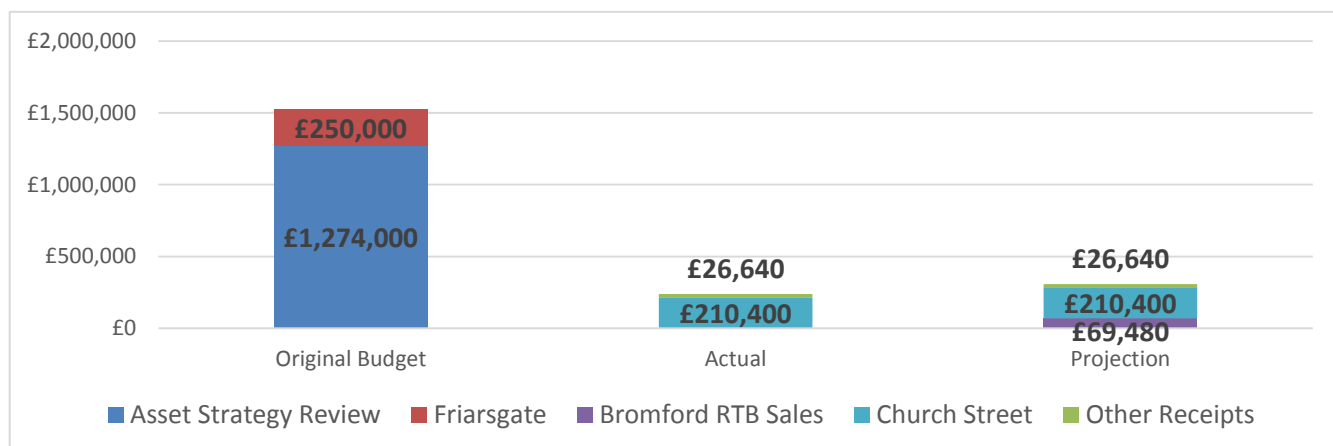 £2,000,000
£1,500,000
£250,000
£1,000,000
£1,274,000
£500,000
£26,640
£26,640
£210,400
£210,400
£0
£69,480
Original Budget
Actual
Projection
Asset Strategy Review
Friarsgate
Bromford RTB Sales
Church Street
Other Receipts